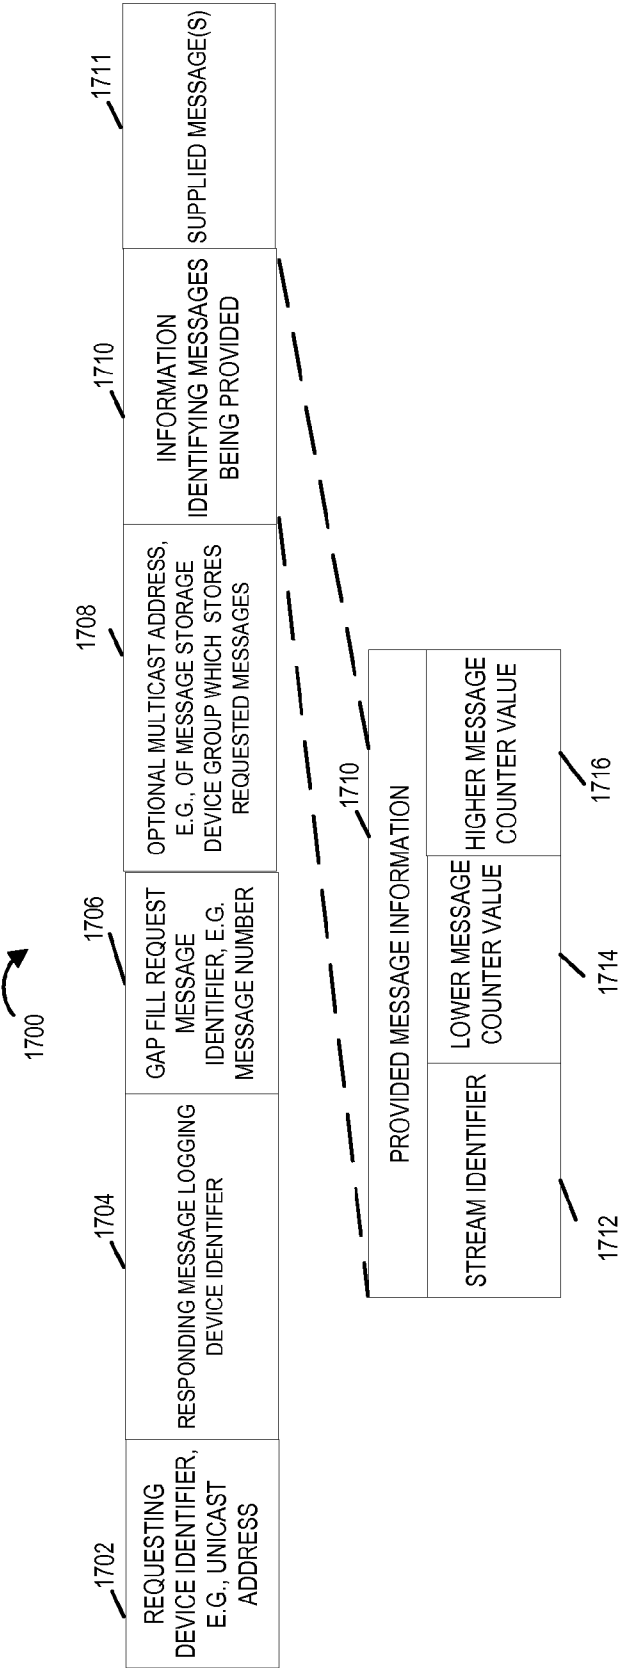 1700
1702
REQUESTING
DEVICE IDENTIFIER,
E.G., UNICAST
ADDRESS
1704
RESPONDING MESSAGE LOGGING
DEVICE IDENTIFER
1706
GAP FILL REQUEST
MESSAGE
IDENTIFIER, E.G.
MESSAGE NUMBER
1708
OPTIONAL MULTICAST ADDRESS,
E.G., OF MESSAGE STORAGE
DEVICE GROUP WHICH STORES
REQUESTED MESSAGES
1710
INFORMATION
IDENTIFYING MESSAGES
BEING PROVIDED
1711
SUPPLIED MESSAGE(S)
1710
PROVIDED MESSAGE INFORMATION
STREAM IDENTIFIER
1712
LOWER MESSAGE
COUNTER VALUE
1714
HIGHER MESSAGE
COUNTER VALUE
1716